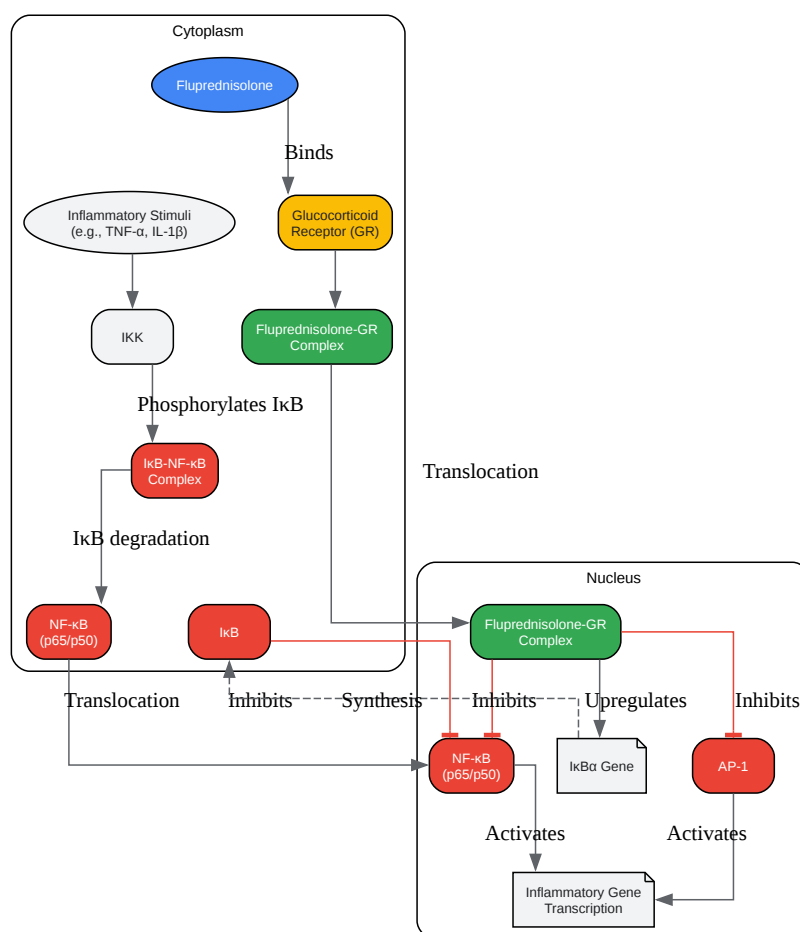 Cytoplasm
Fluprednisolone
Binds
Inflammatory Stimuli
(e.g., TNF-α, IL-1β)
Glucocorticoid
Receptor (GR)
IKK
Fluprednisolone-GR
Complex
Phosphorylates IκB
IκB-NF-κB
Complex
Translocation
IκB degradation
Nucleus
NF-κB
(p65/p50)
IκB
Fluprednisolone-GR
Complex
Translocation
Inhibits
Synthesis
Inhibits
Upregulates
Inhibits
NF-κB
(p65/p50)
IκBα Gene
AP-1
Activates
Activates
Inflammatory Gene
Transcription